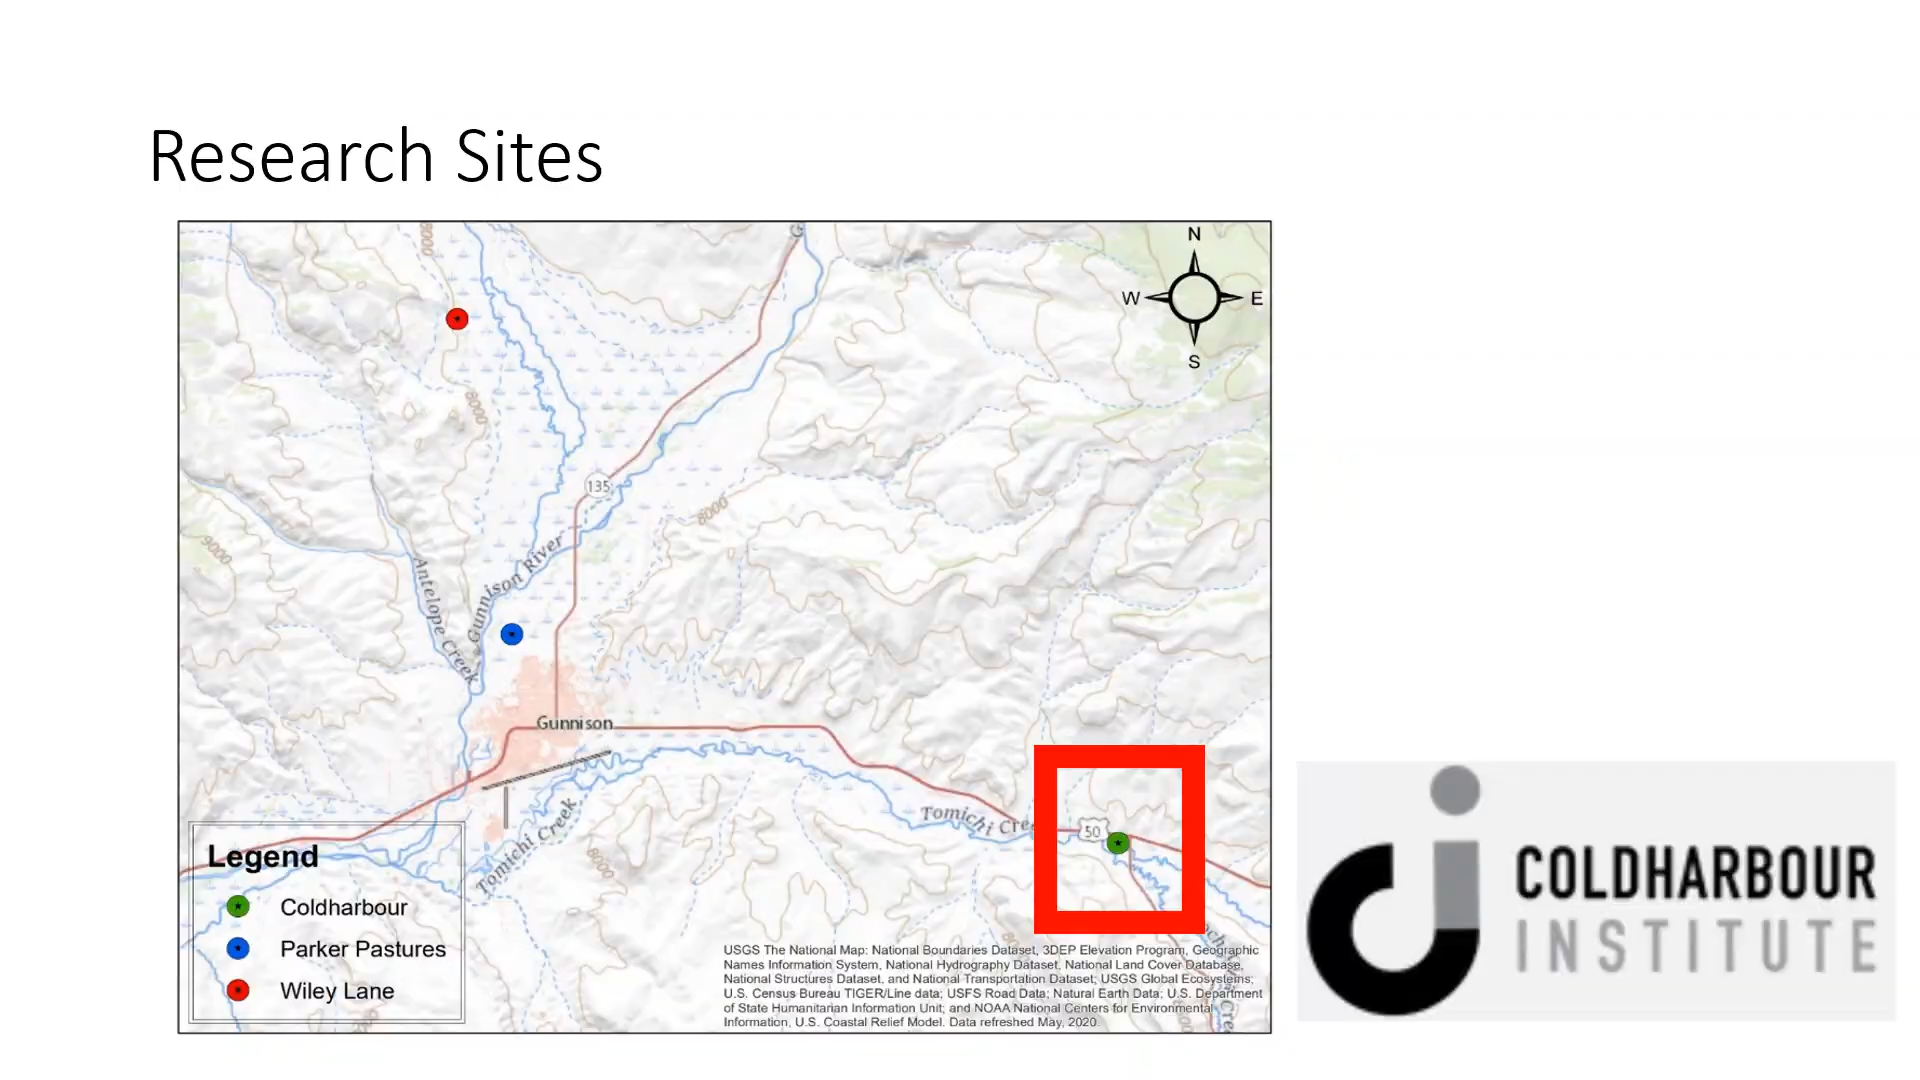 Research Sites
G
8000
N
W
E
S
8000
135
8000
9000
Gunnison River
Antelope Creek
Gunnison
Tomichi Cre
50
Tomichi Creek
8000
Legend
Coldharbour
Parker Pastures
Wiley Lane
USGS The National Map: National Boundaries Dataset, 3DEP Elevation Program, Geographic
Names Information System, National Hydrography Dataset, National Land Cover Database,
National Structures Dataset, and National Transportation Dataset; USGS Global Ecosystems;
U.S. Census Bureau TIGER/Line data; USFS Road Data; Natural Earth Data; U.S. Department
of State Humanitarian Information Unit; and NOAA National Centers for Environmental
Information, U.S. Coastal Relief Model. Data refreshed May, 2020.
COLDHARBOUR
INSTITUTE